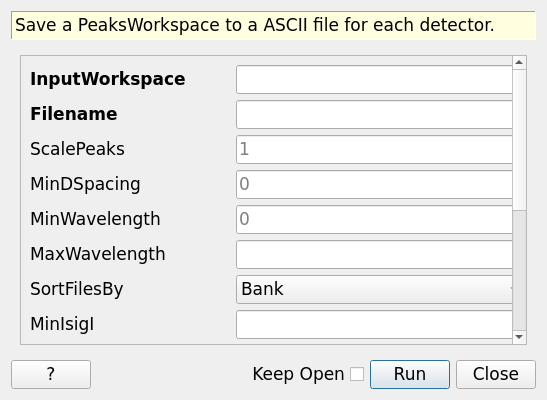 Save a PeaksWorkspace to a ASCII file for each detector.
InputWorkspace
Filename
ScalePeaks 1
MinDSpacing 0
MinWavelength 0
MaxWavelength
SortFilesBy Bank
MinIsigI
? Keep Open Run Close